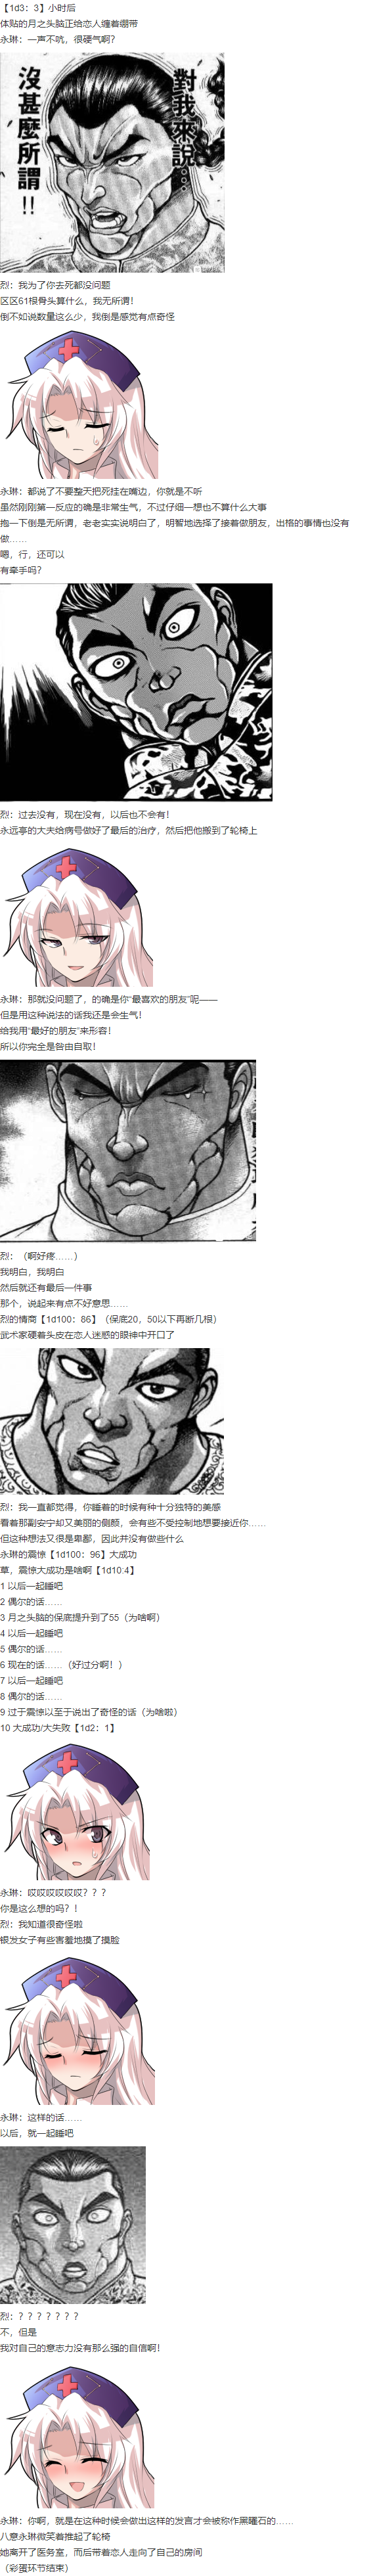 【1d3：3】小时后
体贴的月之头脑正给恋人缠着绷带
永琳：一声不吭，很硬气啊？
對我來說…
沒甚麼所謂!!
烈：我为了你去死都没问题
区区61根骨头算什么，我无所谓！
倒不如说数量这么少，我倒是感觉有点奇怪
永琳：都说了不要整天把死挂在嘴边，你就是不听
虽然刚刚第一反应的确是非常生气，不过仔细一想也不算什么大事
抱一下倒是无所谓，老老实实说明白了，明智地选择了接着做朋友，出格的事情也没有
做……
嗯，行，还可以
有牵手吗？
烈：过去没有，现在没有，以后也不会有！
永远亭的大夫给病号做好了最后的治疗，然后把他搬到了轮椅上
永琳：那就没问题了，的确是你“最喜欢的朋友”呢——
但是用这种说法的话我还是会生气！
给我用“最好的朋友”来形容！
所以你完全是咎由自取！
烈：（啊好疼……）
我明白，我明白
然后就还有最后一件事
那个，说起来有点不好意思……
烈的情商【1d100：86】（保底20，50以下再断几根）
武术家硬着头皮在恋人迷惑的眼神中开口了
烈：我一直都觉得，你睡着的时候有种十分独特的美感
看着那副安宁却又美丽的侧颜，会有些不受控制地想要接近你……
但这种想法又很是卑鄙，因此并没有做些什么
永琳的震惊【1d100：96】大成功
草，震惊大成功是啥啊【1d10:4】
1 以后一起睡吧
2 偶尔的话……
3 月之头脑的保底提升到了55（为啥啊）
4 以后一起睡吧
5 偶尔的话……
6 现在的话……（好过分啊！）
7 以后一起睡吧
8 偶尔的话……
9 过于震惊以至于说出了奇怪的话（为啥啦）
10 大成功/大失败【1d2：1】
永琳：哎哎哎哎哎哎？？？
你是这么想的吗？！
烈：我知道很奇怪啦
银发女子有些害羞地摸了摸脸
永琳：这样的话……
以后，就一起睡吧
烈：？？？？？？？
不，但是
我对自己的意志力没有那么强的自信啊！
永琳：你啊，就是在这种时候会做出这样的发言才会被称作黑曜石的……
八意永琳微笑着推起了轮椅
她离开了医务室，而后带着恋人走向了自己的房间
（彩蛋环节结束）